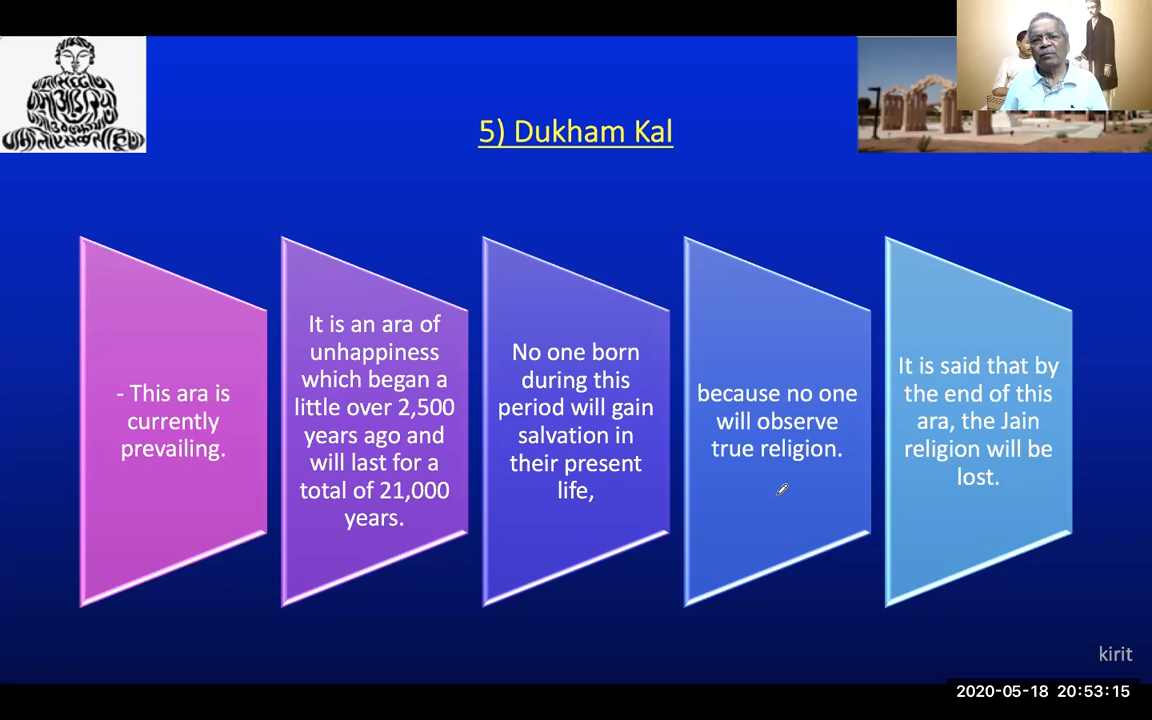 5) Dukham Kal
- This ara is
currently
prevailing.
It is an ara of
unhappiness
which began a
little over 2,500
years ago and
will last for a
total of 21,000
years.
No one born
during this
period will gain
salvation in
their present
life,
because no one
will observe
true religion.
It is said that by
the end of this
ara, the Jain
religion will be
lost.
kirit
2020-05-18 20:53:15